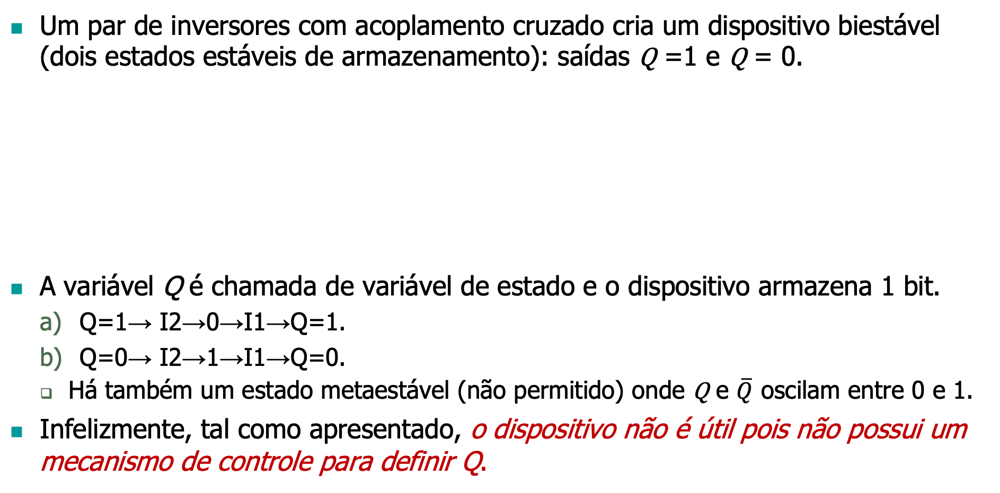 ■ Um par de inversores com acoplamento cruzado cria um dispositivo biestável
(dois estados estáveis de armazenamento): saídas Q =1 e Q = 0.
■ A variável Q é chamada de variável de estado e o dispositivo armazena 1 bit.
a) Q=1→ I2→0→I1→Q=1.
b) Q=0→ I2→1→I1→Q=0.
❑ Há também um estado metaestável (não permitido) onde Q e Q̄ oscilam entre 0 e 1.
■ Infelizmente, tal como apresentado, o dispositivo não é útil pois não possui um
mecanismo de controle para definir Q.